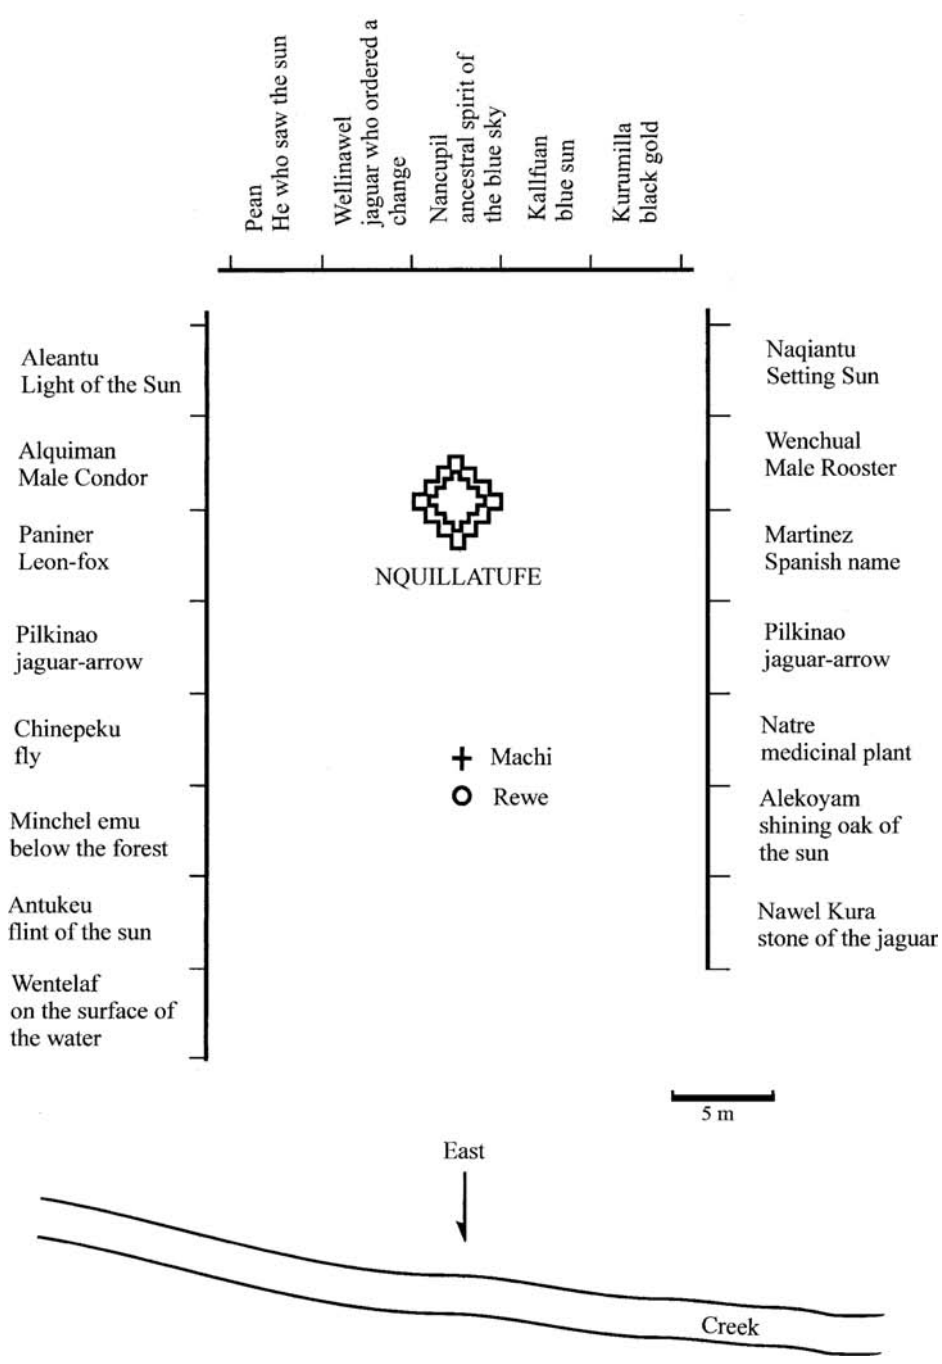 Pean
He who saw the sun
Wellinawel
jaguar who ordered a
change
Nancupil
ancestral spirit of
the blue sky
Kallfuan
blue sun
Kurumilla
black gold
Aleantu
Light of the Sun
Alquiman
Male Condor
Paniner
Leon-fox
Pilkinao
jaguar-arrow
Chinepeku
fly
Minchel emu
below the forest
Antukeu
flint of the sun
Wentelaf
on the surface of
the water
NQUILLATUFE
Machi
Rewe
Naqiantu
Setting Sun
Wenchual
Male Rooster
Martinez
Spanish name
Pilkinao
jaguar-arrow
Natre
medicinal plant
Alekoyam
shining oak of
the sun
Nawel Kura
stone of the jaguar
5 m
East
Creek